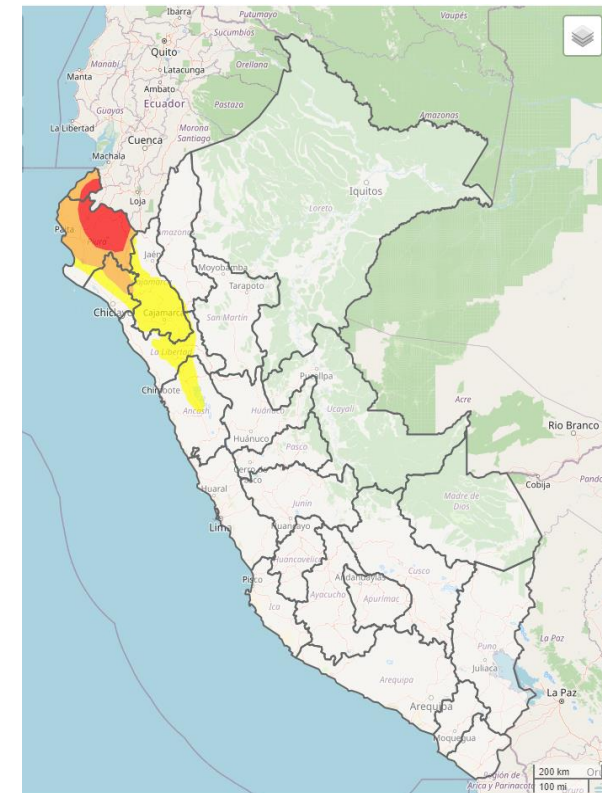 Ibarra
Putumayo
Vaupés
Sucumbíos
Quito
Manabí
Orellana
Manta
Latacunga
Ambato
Ecuador
Pastaza
Amazonas
La Libertad
Guayas
Morona
Santiago
Cuenca
Machala
Loja
Iquitos
Loreto
Paita
Piura
Jaén
Moyobamba
Cajamarca
Tarapoto
Chiclayo
Cajamarca
San Martín
La Libertad
Pucallpa
Acre
Chimbote
Ancash
Huánuco
Ucayali
Rio Branco
Huánuco
Pasco
Cerro de
Pasco
Cobija
Pando
Huaral
Madre de
Dios
Junín
Lima
Huancayo
Huancavelica
Cusco
Pisco
Andahuaylas
Ayacucho
Apurímac
Ica
La Paz
Puno
Juliaca
Arequipa
La Paz
Arequipa
Moquegua
200 km
100 mi
Región de
Arica y Parinacota